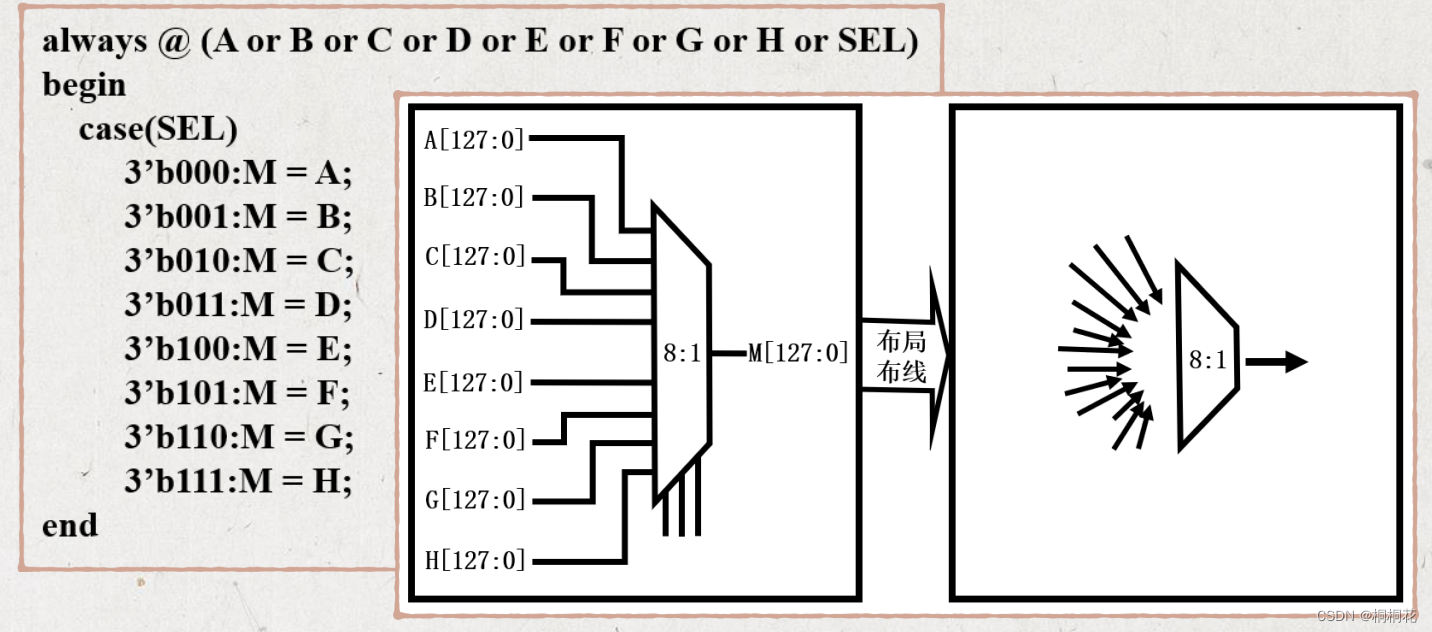 always @ (A or B or C or D or E or F or G or H or SEL)
begin
case(SEL)
3’b000:M = A;
3’b001:M = B;
3’b010:M = C;
3’b011:M = D;
3’b100:M = E;
3’b101:M = F;
3’b110:M = G;
3’b111:M = H;
end
A[127:0]
B[127:0]
C[127:0]
D[127:0]
E[127:0]
F[127:0]
G[127:0]
H[127:0]
8:1
M[127:0]
布局
布线
8:1
CSDN @桐桐花